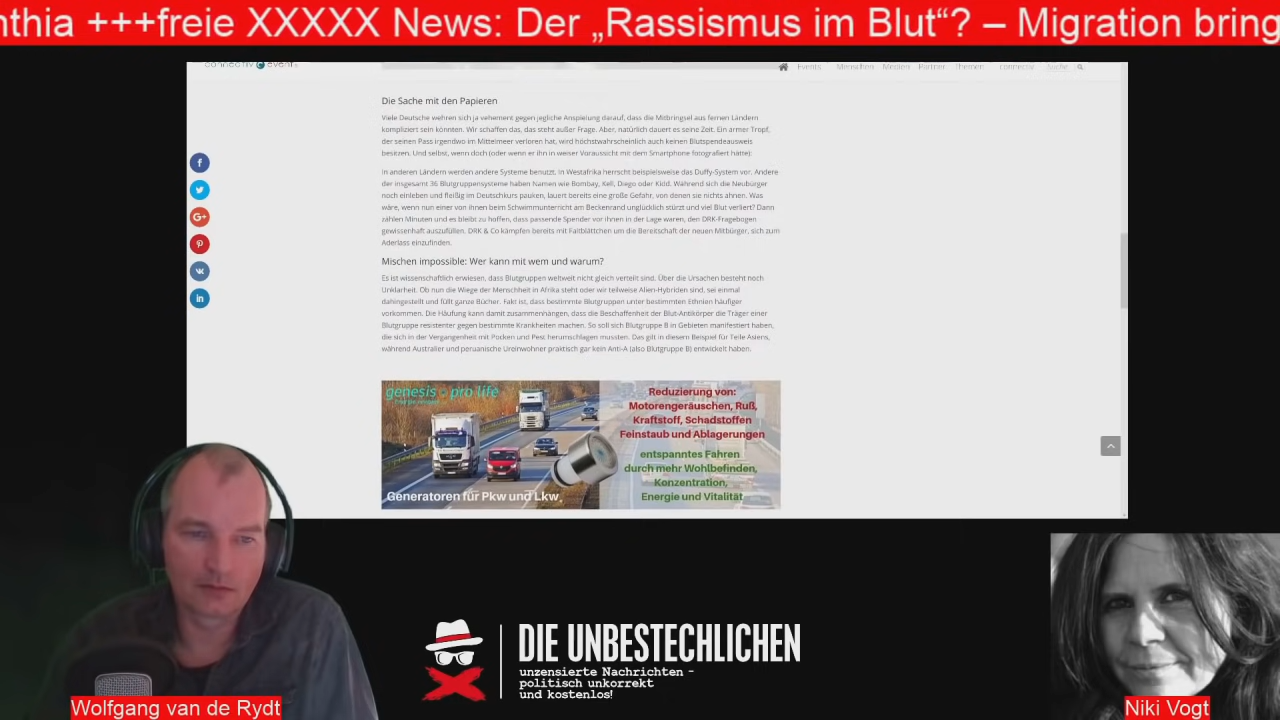 nthia +++freie XXXXX News: Der „Rassismus im Blut“? – Migration bring
connectiv event
Events Menschen Medien Partner Themen connectiv Suche
Die Sache mit den Papieren
Viele Deutsche wehren sich ja vehement gegen jegliche Anspielung darauf, dass die Mitbringsel aus fernen Ländern
kompliziert sein könnten. Wir schaffen das, das steht außer Frage. Aber, natürlich dauert es seine Zeit. Ein armer Tropf,
der seinen Pass irgendwo im Mittelmeer verloren hat, wird höchstwahrscheinlich auch keinen Blutspendeausweis
besitzen. Und selbst, wenn doch (oder wenn er ihn in weiser Voraussicht mit dem Smartphone fotografiert hätte):
In anderen Ländern werden andere Systeme benutzt. In Westafrika herrscht beispielsweise das Duffy-System vor. Andere
der insgesamt 36 Blutgruppensysteme haben Namen wie Bombay, Kell, Diego oder Kidd. Während sich die Neubürger
noch einleben und fleißig im Deutschkurs pauken, lauert bereits eine große Gefahr, von denen sie nichts ahnen. Was
wäre, wenn nun einer von ihnen beim Schwimmunterricht am Beckenrand unglücklich stürzt und viel Blut verliert? Dann
zählen Minuten und es bleibt zu hoffen, dass passende Spender vor ihnen in der Lage waren, den DRK-Fragebogen
gewissenhaft auszufüllen. DRK & Co kämpfen bereits mit Faltblättchen um die Bereitschaft der neuen Mitbürger, sich zum
Aderlass einzufinden.
Mischen impossible: Wer kann mit wem und warum?
Es ist wissenschaftlich erwiesen, dass Blutgruppen weltweit nicht gleich verteilt sind. Über die Ursachen besteht noch
Unklarheit. Ob nun die Wiege der Menschheit in Afrika steht oder wir teilweise Alien-Hybriden sind, sei einmal
dahingestellt und füllt ganze Bücher. Fakt ist, dass bestimmte Blutgruppen unter bestimmten Ethnien häufiger
vorkommen. Die Häufung kann damit zusammenhängen, dass die Beschaffenheit der Blut-Antikörper die Träger einer
Blutgruppe resistenter gegen bestimmte Krankheiten machen. So soll sich Blutgruppe B in Gebieten manifestiert haben,
die sich in der Vergangenheit mit Pocken und Pest herumschlagen mussten. Das gilt in diesem Beispiel für Teile Asiens,
während Australier und peruanische Ureinwohner praktisch gar kein Anti-A (also Blutgruppe B) entwickelt haben.
genesis pro life
Generatoren für Pkw und Lkw
Reduzierung von:
Motorengeräuschen, Ruß,
Kraftstoff, Schadstoffen
Feinstaub und Ablagerungen
entspanntes Fahren
durch mehr Wohlbefinden,
Konzentration,
Energie und Vitalität
DIE UNBESTECHLICHEN
unzensierte Nachrichten –
politisch unkorrekt
und kostenlos!
Wolfgang van de Rydt
Niki Vogt